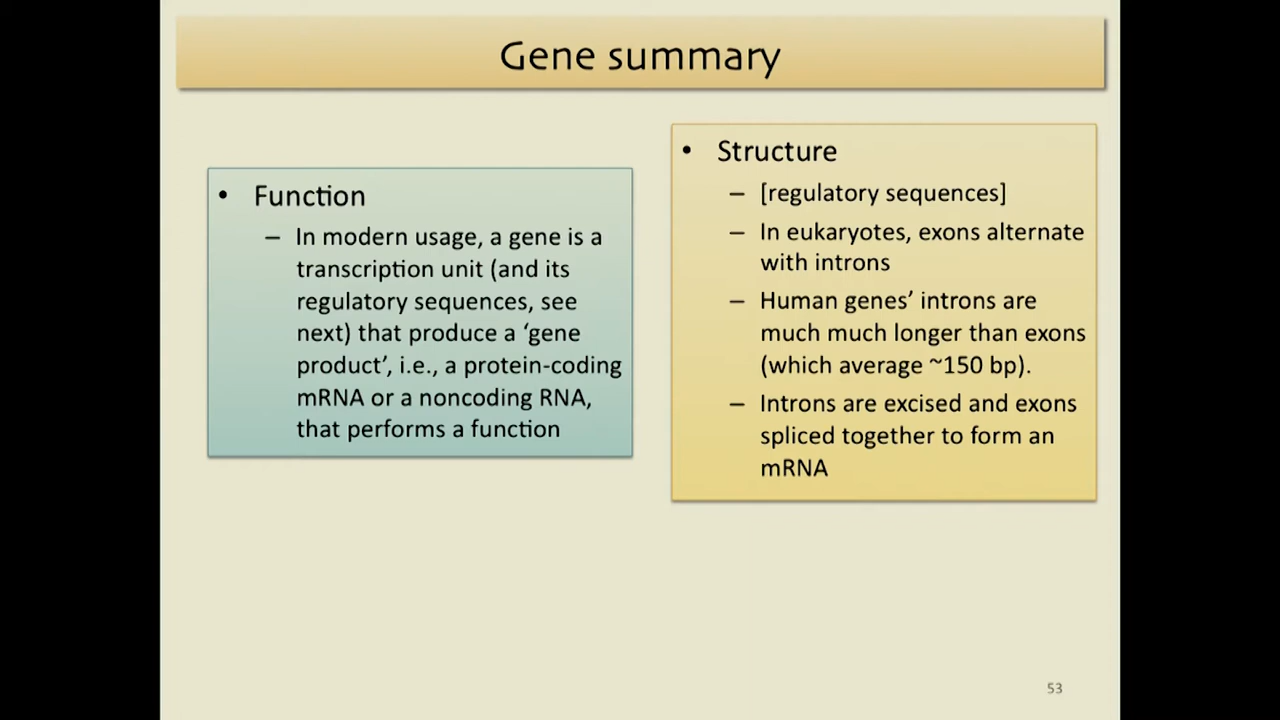 Gene summary
• Function
– In modern usage, a gene is a
transcription unit (and its
regulatory sequences, see
next) that produce a ‘gene
product’, i.e., a protein-coding
mRNA or a noncoding RNA,
that performs a function
• Structure
– [regulatory sequences]
– In eukaryotes, exons alternate
with introns
– Human genes’ introns are
much much longer than exons
(which average ~150 bp).
– Introns are excised and exons
spliced together to form an
mRNA
53